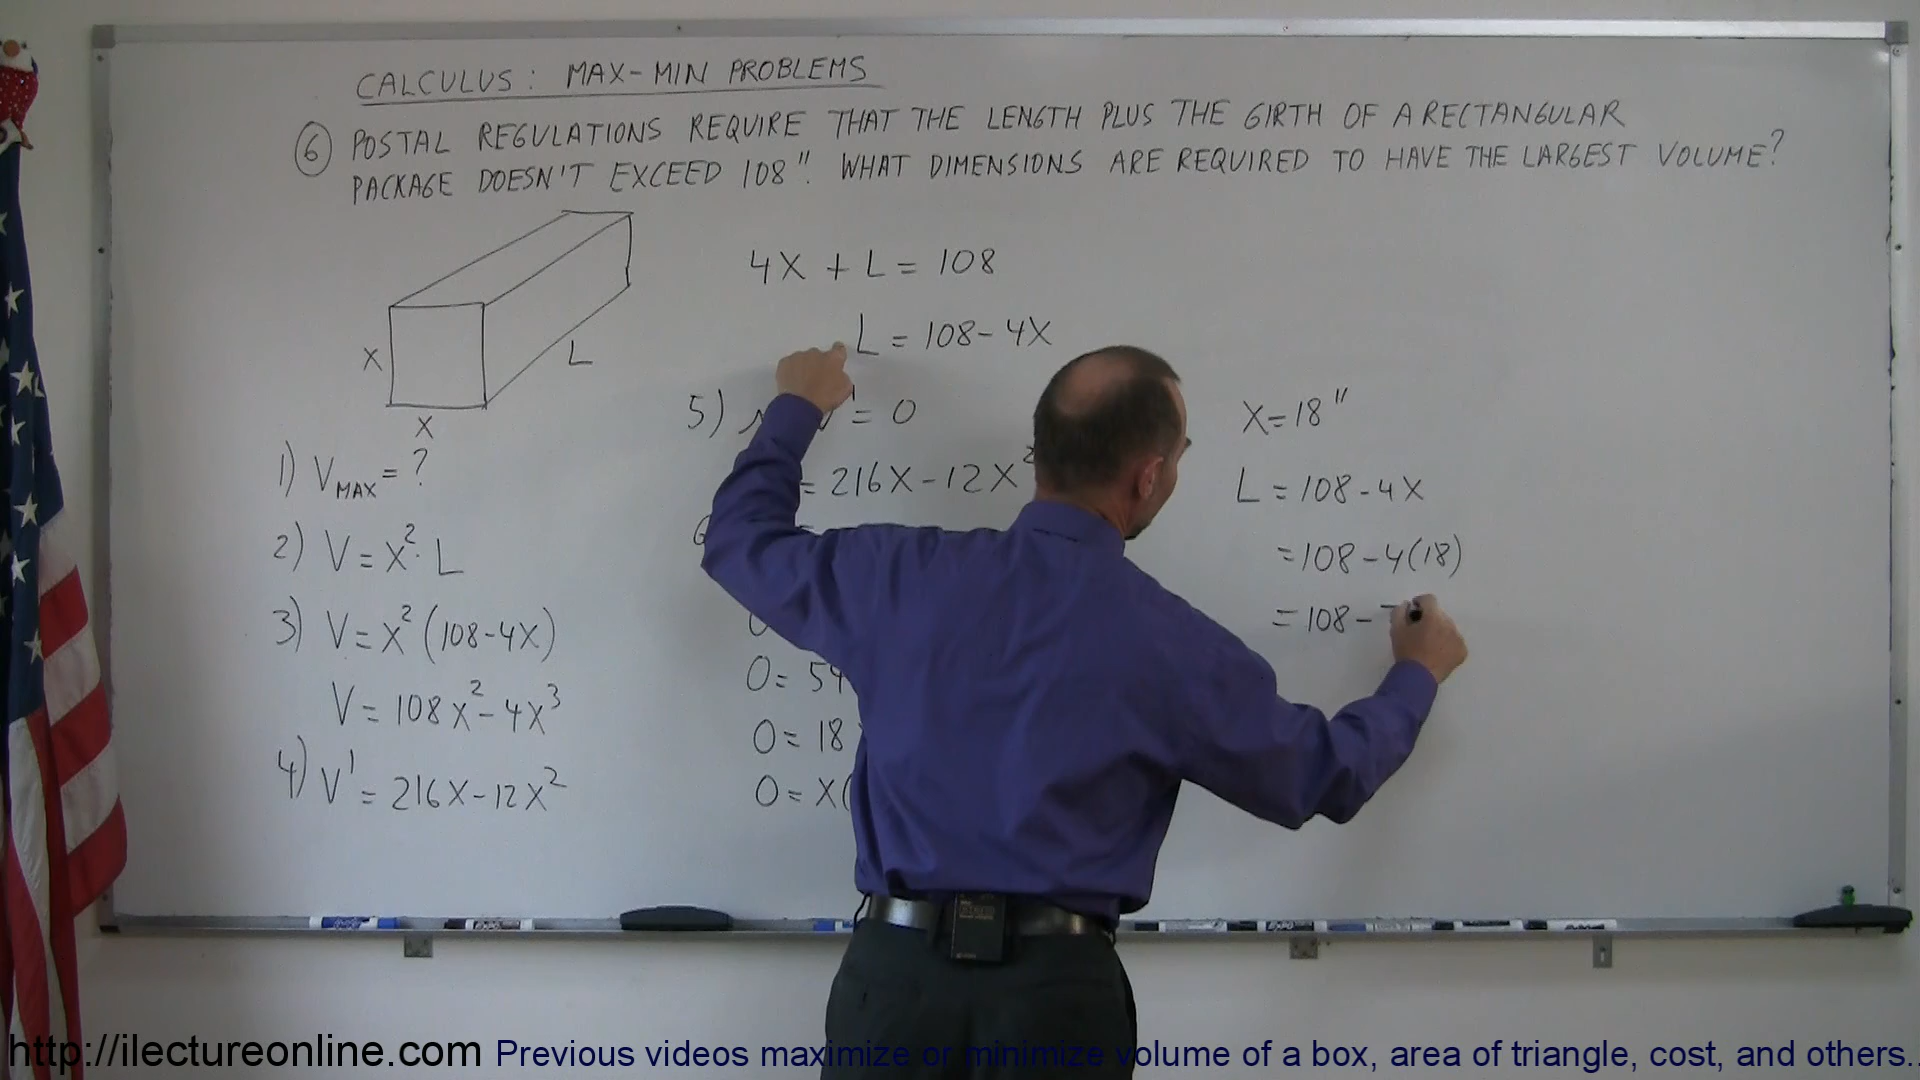 CALCULUS: MAX-MIN PROBLEMS
6 POSTAL REGULATIONS REQUIRE THAT THE LENGTH PLUS THE GIRTH OF A RECTANGULAR
PACKAGE DOESN'T EXCEED 108". WHAT DIMENSIONS ARE REQUIRED TO HAVE THE LARGEST VOLUME?
X
X
L
1) V MAX = ?
2) V = X²· L
3) V = X² (108-4X)
V = 108X² - 4X³
4) V' = 216X - 12X²
4X + L = 108
L = 108 - 4X
5) V' = 0
= 216X - 12X²
0 = 54
0 = 18
0 = X(
X = 18"
L = 108 - 4X
= 108 - 4(18)
= 108 -
http://ilectureonline.com Previous videos maximize or minimize volume of a box, area of triangle, cost, and others..